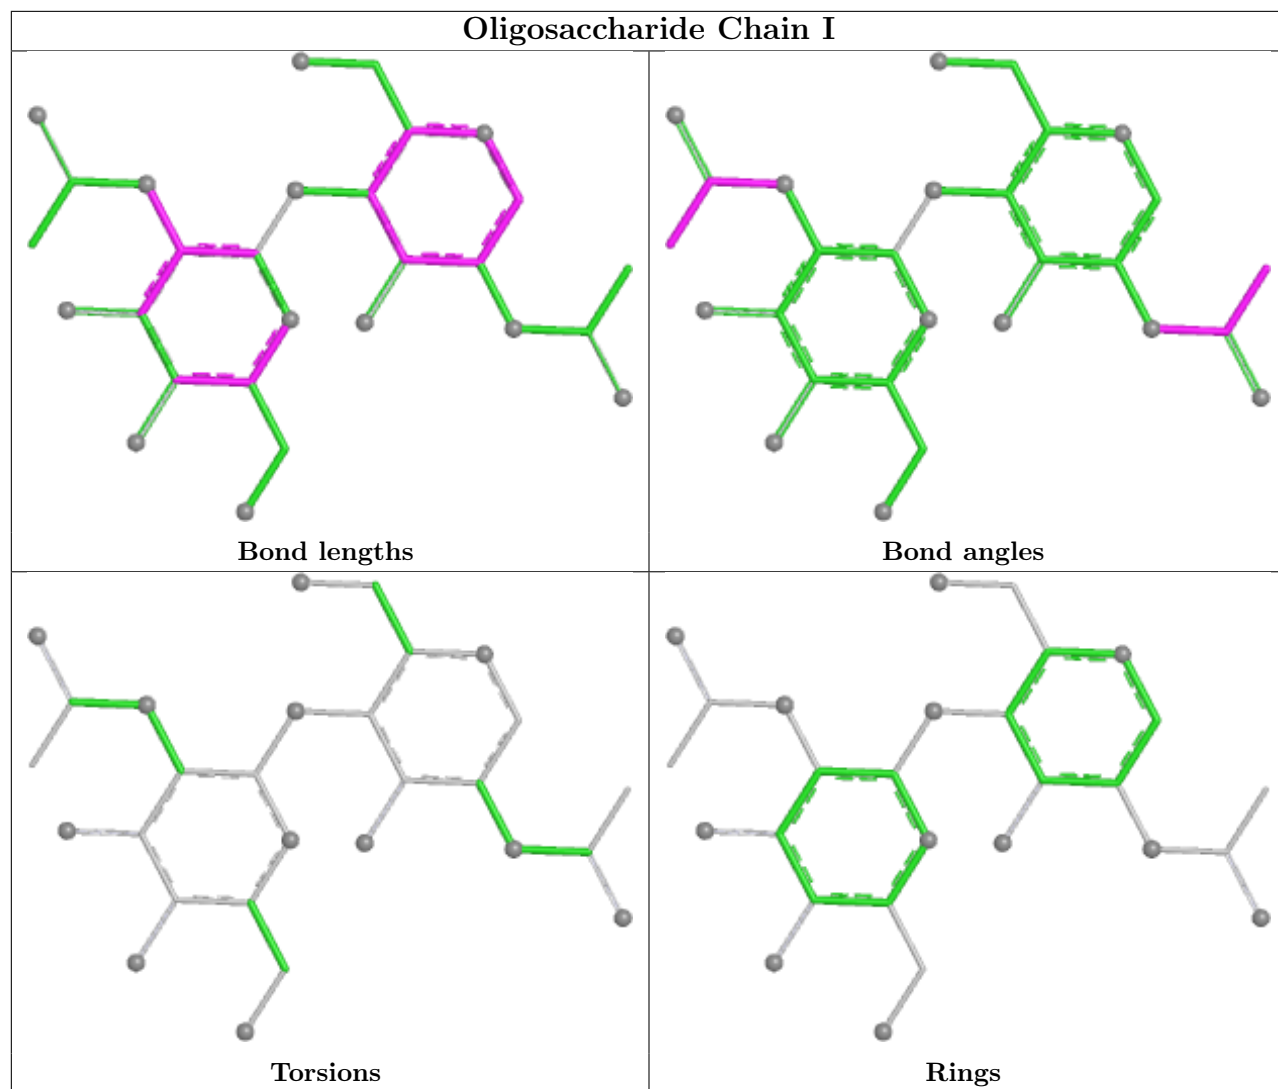 Oligosaccharide Chain I
Bond lengths
Bond angles
Torsions
Rings